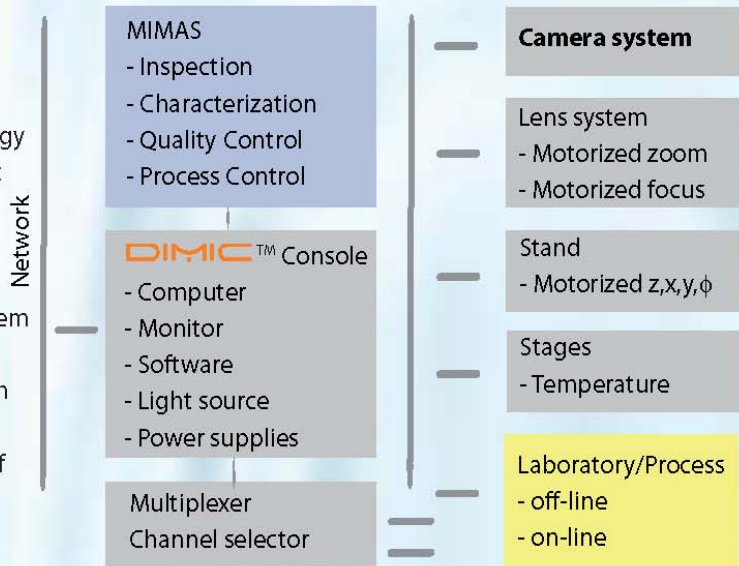 gy
Network
em
n
f
MIMAS
- Inspection
- Characterization
- Quality Control
- Process Control
DIMIC™ Console
- Computer
- Monitor
- Software
- Light source
- Power supplies
Multiplexer
Channel selector
Camera system
Lens system
- Motorized zoom
- Motorized focus
Stand
- Motorized z,x,y,ϕ
Stages
- Temperature
Laboratory/Process
- off-line
- on-line